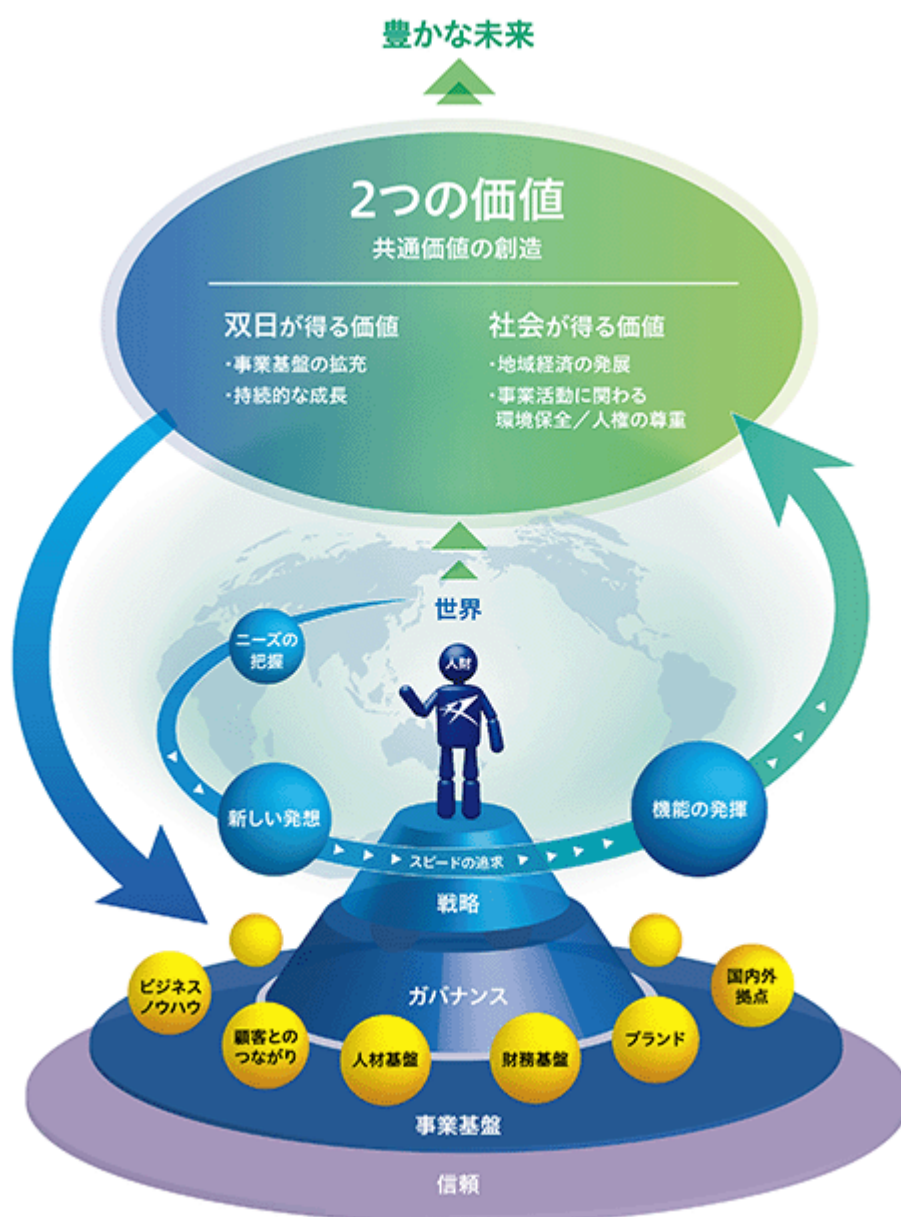 豊かな未来
2つの価値
共通価値の創造
双日が得る価値
・事業基盤の拡充
・持続的な成長
社会が得る価値
・地域経済の発展
・事業活動に関わる
環境保全／人権の尊重
世界
ニーズの
把握
人財
新しい発想
機能の発揮
スピードの追求
戦略
ガバナンス
ビジネス
ノウハウ
顧客との
つながり
人材基盤
財務基盤
ブランド
国内外
拠点
事業基盤
信頼